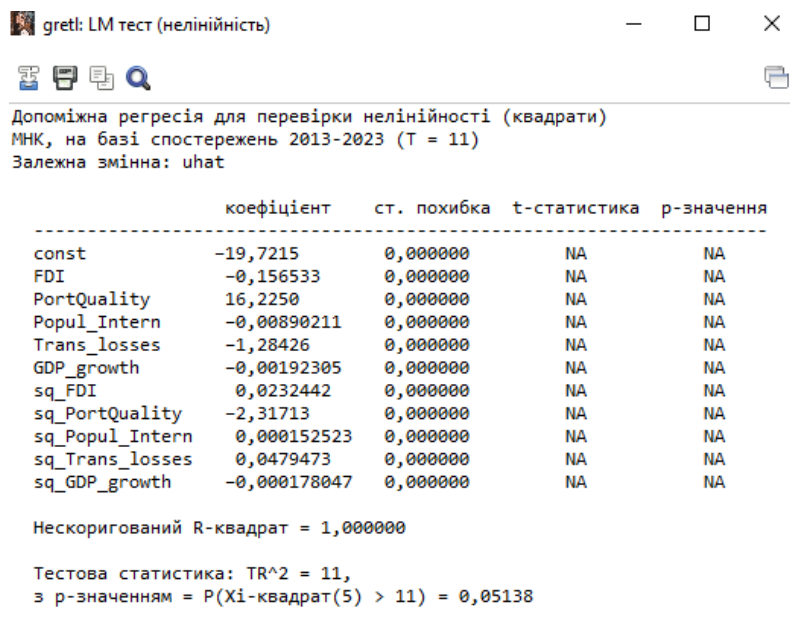 gretl: LM тест (нелінійність)
Допоміжна регресія для перевірки нелінійності (квадрати)
МНК, на базі спостережень 2013-2023 (T = 11)
Залежна змінна: uhat
коефіцієнт ст. похибка t-статистика p-значення
-------------------------------------------------------------------
const −19,7215 0,000000 NA NA
FDI −0,156533 0,000000 NA NA
PortQuality 16,2250 0,000000 NA NA
Popul_Intern −0,00890211 0,000000 NA NA
Trans_losses −1,28426 0,000000 NA NA
GDP_growth −0,00192305 0,000000 NA NA
sq_FDI 0,0232442 0,000000 NA NA
sq_PortQuality −2,31713 0,000000 NA NA
sq_Popul_Intern 0,000152523 0,000000 NA NA
sq_Trans_losses 0,0479473 0,000000 NA NA
sq_GDP_growth −0,000178047 0,000000 NA NA
Нескоригований R-квадрат = 1,000000
Тестова статистика: TR^2 = 11,
з p-значенням = P(Хі-квадрат(5) > 11) = 0,05138